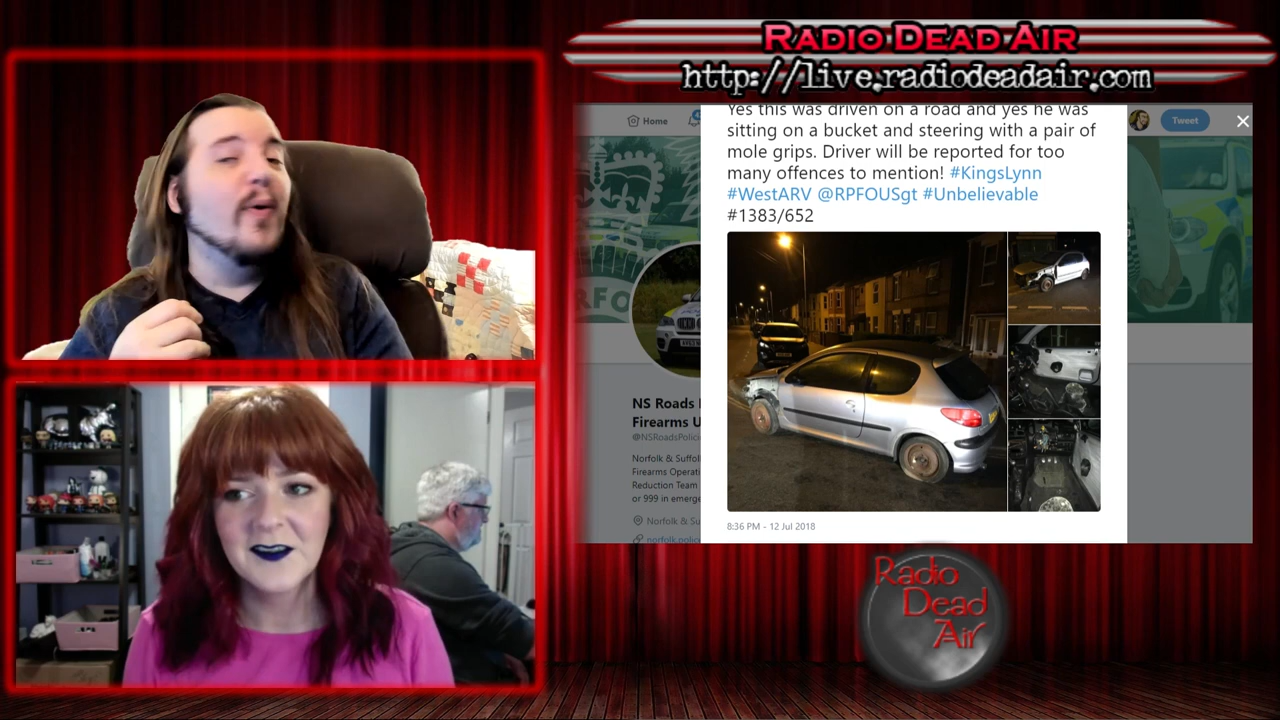 Radio Dead Air
http://live.radiodeadair.com
Home
Tweet
Yes this was driven on a road and yes he was
sitting on a bucket and steering with a pair of
mole grips. Driver will be reported for too
many offences to mention! #KingsLynn
#WestARV @RPFOUSgt #Unbelievable
#1383/652
8:36 PM - 12 Jul 2018
NS Roads
Firearms U
@NSRoadsPolici
Norfolk & Suffol
Firearms Operati
Reduction Team
or 999 in emerge
Norfolk & Su
norfolk.police
Radio
Dead
Air